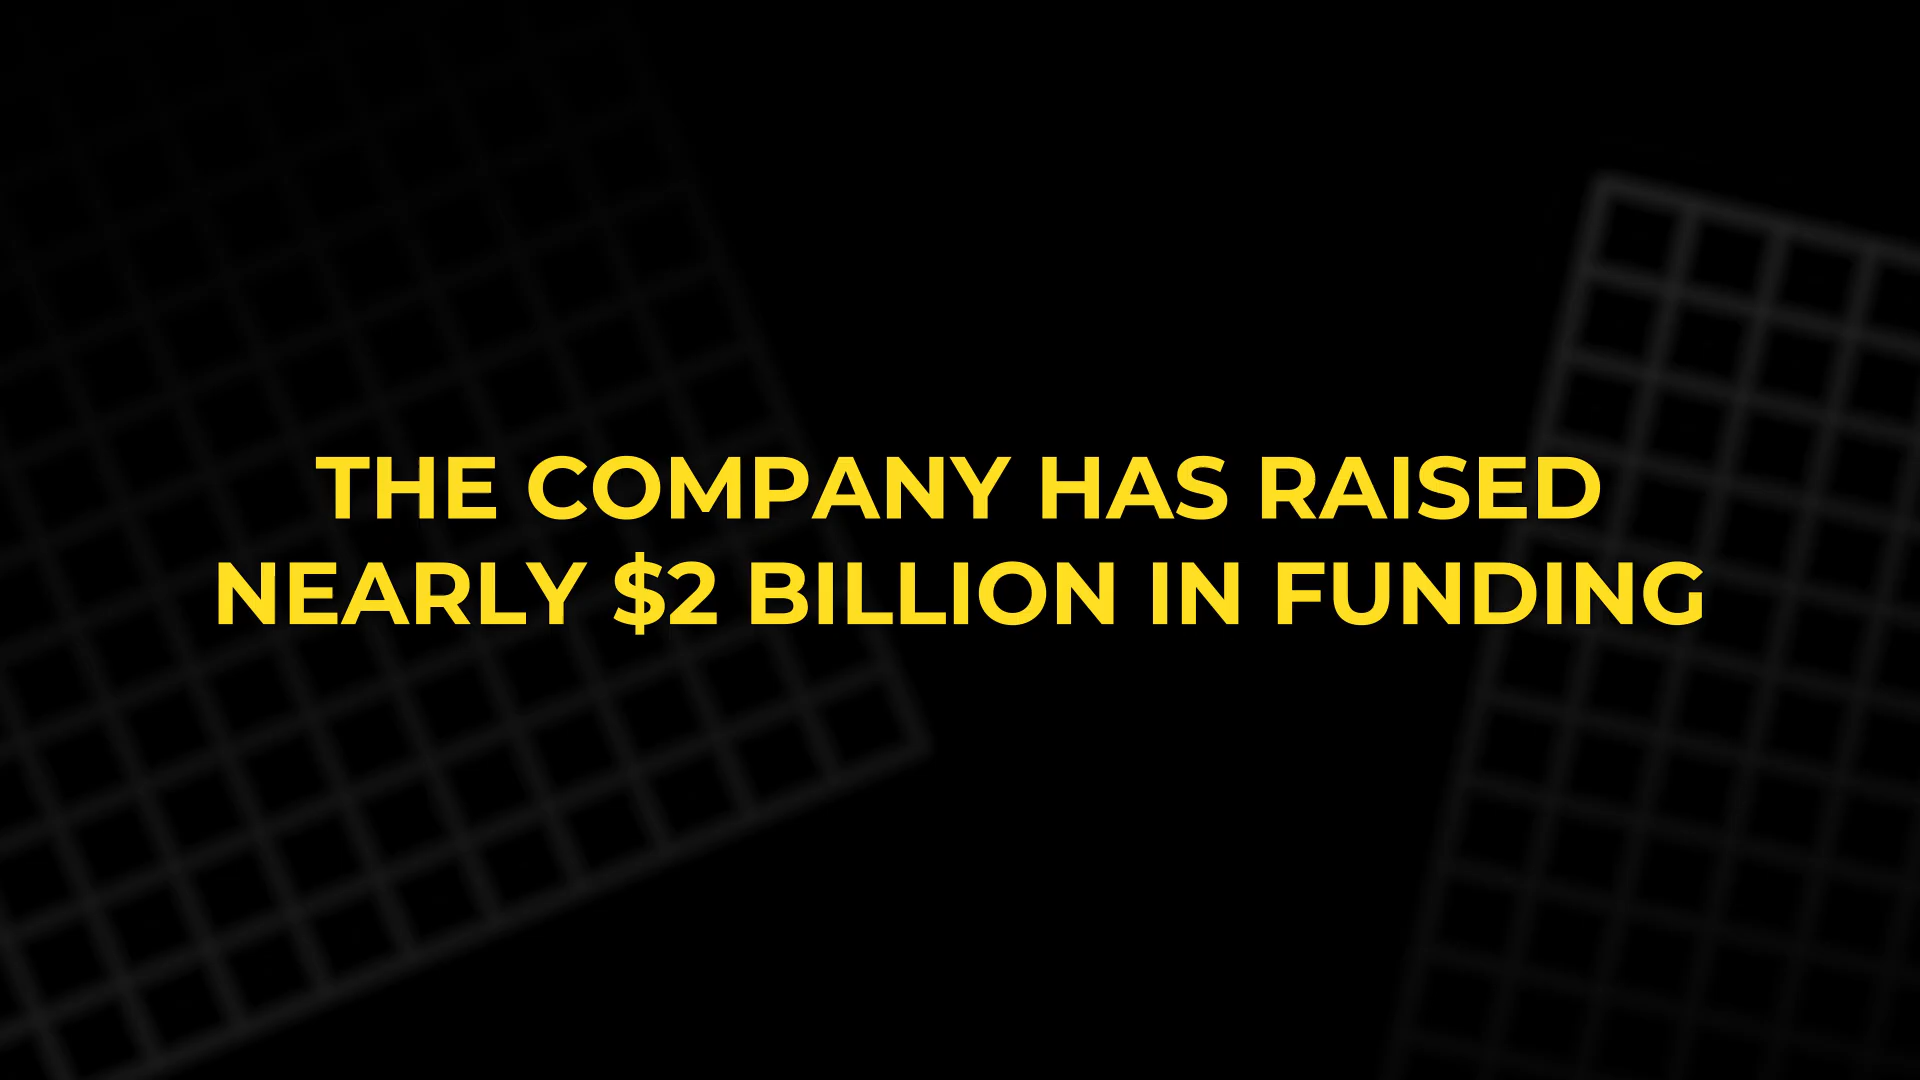 THE COMPANY HAS RAISED
NEARLY $2 BILLION IN FUNDING